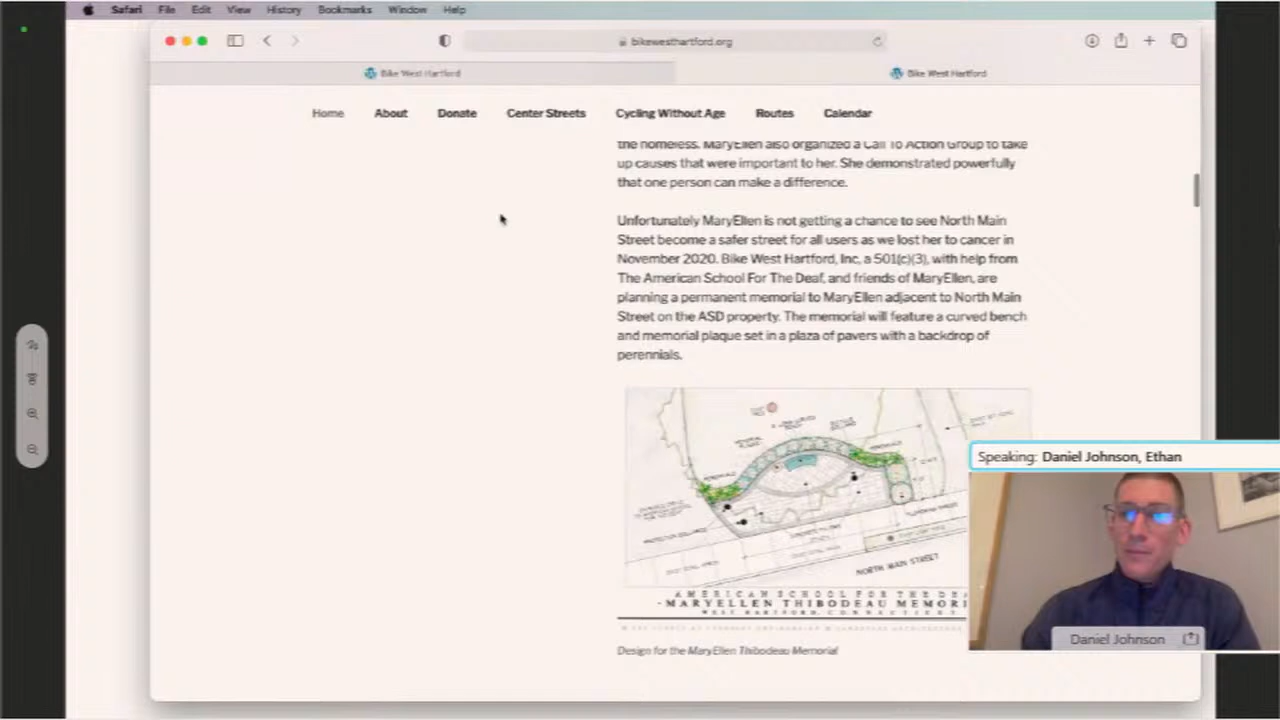 Safari File Edit View History Bookmarks Window Help
bikewesthartford.org
Bike West Hartford
Bike West Hartford
Home About Donate Center Streets Cycling Without Age Routes Calendar
the homeless. MaryEllen also organized a Call To Action Group to take
up causes that were important to her. She demonstrated powerfully
that one person can make a difference.
Unfortunately MaryEllen is not getting a chance to see North Main
Street become a safer street for all users as we lost her to cancer in
November 2020. Bike West Hartford, Inc, a 501(c)(3), with help from
The American School For The Deaf, and friends of MaryEllen, are
planning a permanent memorial to MaryEllen adjacent to North Main
Street on the ASD property. The memorial will feature a curved bench
and memorial plaque set in a plaza of pavers with a backdrop of
perennials.
NORTH MAIN STREET
AMERICAN SCHOOL FOR THE DE
-MARYELLEN THIBODEAU MEMORI
WEST HARTFORD, CONNECTICUT
Design for the MaryEllen Thibodeau Memorial
Speaking: Daniel Johnson, Ethan
Daniel Johnson